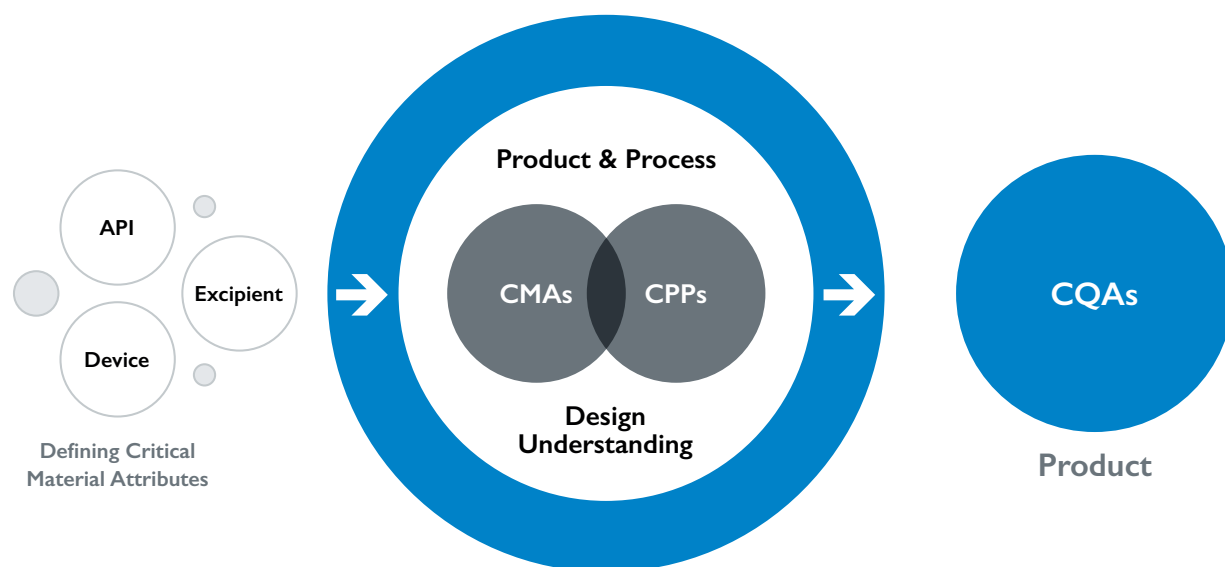 API
Excipient
Device
Defining Critical
Material Attributes
Product & Process
CMAs
CPPs
Design
Understanding
CQAs
Product